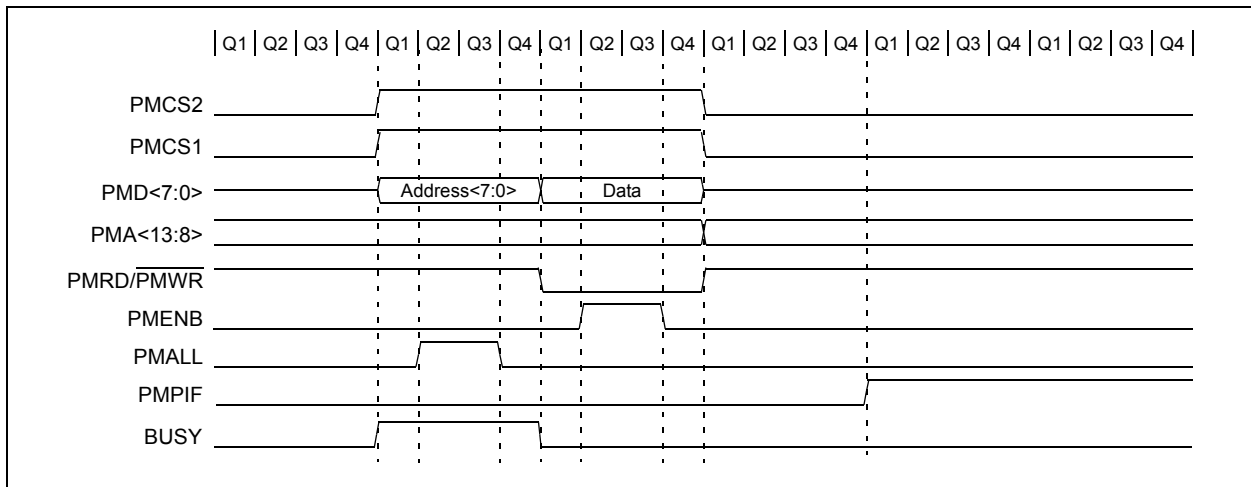 Q1 Q2 Q3 Q4 Q1 Q2 Q3 Q4 Q1 Q2 Q3 Q4 Q1 Q2 Q3 Q4 Q1 Q2 Q3 Q4 Q1 Q2 Q3 Q4
PMCS2
PMCS1
PMD<7:0> Address<7:0> Data
PMA<13:8>
PMRD/PMWR
PMENB
PMALL
PMPIF
BUSY